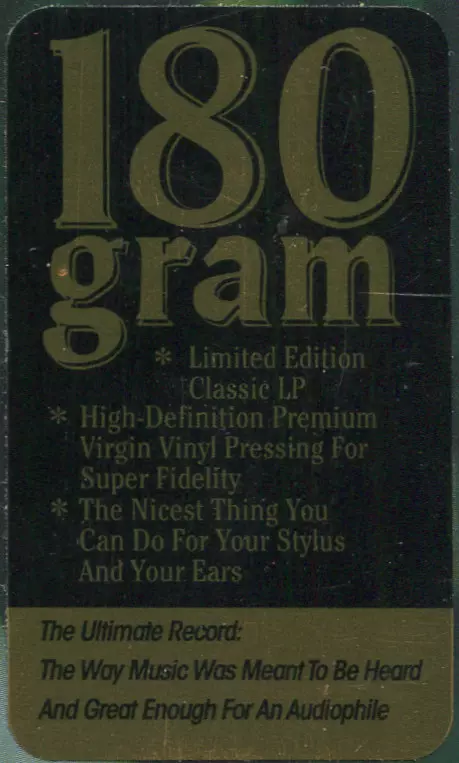 180
gram
* Limited Edition
Classic LP
* High-Definition Premium
Virgin Vinyl Pressing For
Super Fidelity
* The Nicest Thing You
Can Do For Your Stylus
And Your Ears
The Ultimate Record:
The Way Music Was Meant To Be Heard
And Great Enough For An Audiophile